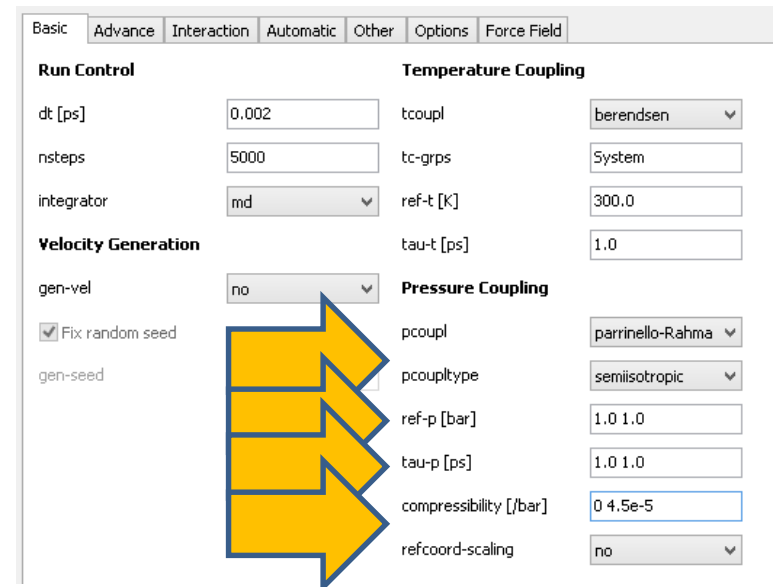 Basic Advance Interaction Automatic Other Options Force Field
Run Control
dt [ps] 0.002
nsteps 5000
integrator md
Velocity Generation
gen-vel no
Fix random seed
gen-seed
Temperature Coupling
tcoupl berendsen
tc-grps System
ref-t [K] 300.0
tau-t [ps] 1.0
Pressure Coupling
pcoupl parrinello-Rahma
pcoupltype semiisotropic
ref-p [bar] 1.0 1.0
tau-p [ps] 1.0 1.0
compressibility [/bar] 0 4.5e-5
refcoord-scaling no